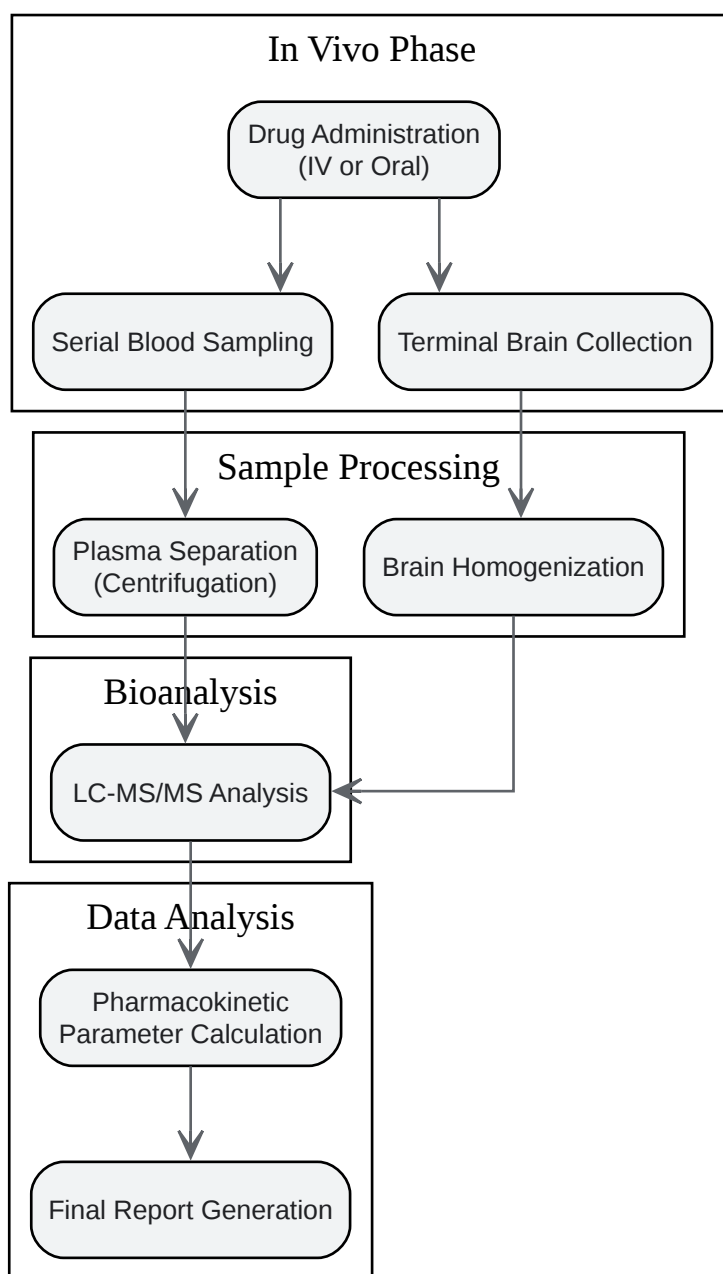 In Vivo Phase
Drug Administration
(IV or Oral)
Serial Blood Sampling
Terminal Brain Collection
Sample Processing
Plasma Separation
(Centrifugation)
Brain Homogenization
Bioanalysis
LC-MS/MS Analysis
Data Analysis
Pharmacokinetic
Parameter Calculation
Final Report Generation